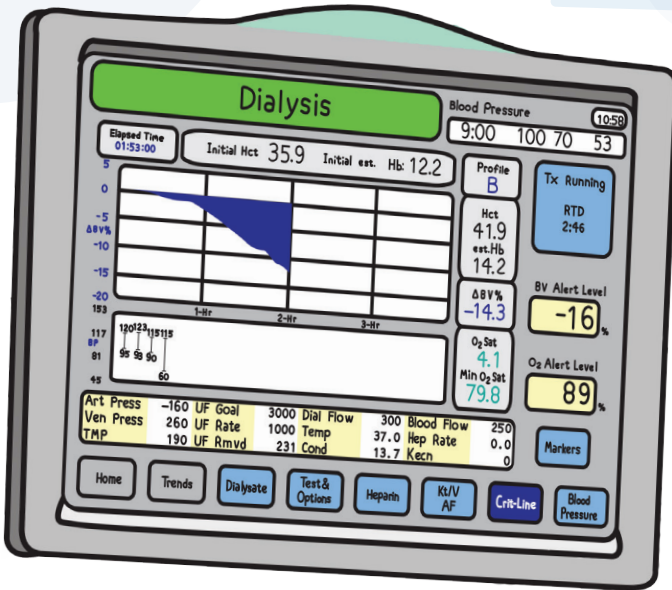 Dialysis
Blood Pressure
10:58
9:00 100 70 53
Elapsed Time
01:53:00
Initial Hct 35.9 Initial est. Hb: 12.2
Profile
B
Tx Running
RTD
2:46
5
0
-5
ΔBV%
-10
-15
-20
Hct
41.9
est.Hb
14.2
ΔBV%
-14.3
BV Alert Level
-16 %
1-Hr 2-Hr 3-Hr
153
117
BP
81
45
120 123 115 115
95 93 90
60
O₂ Sat
4.1
Min O₂ Sat
79.8
O₂ Alert Level
89 %
Art Press -160 UF Goal 3000 Dial Flow 300 Blood Flow 250
Ven Press 260 UF Rate 1000 Temp 37.0 Hep Rate 0.0
TMP 190 UF Rmvd 231 Cond 13.7 Kecn 0
Markers
Home
Trends
Dialysate
Test &
Options
Heparin
Kt/V
AF
Crit-Line
Blood
Pressure